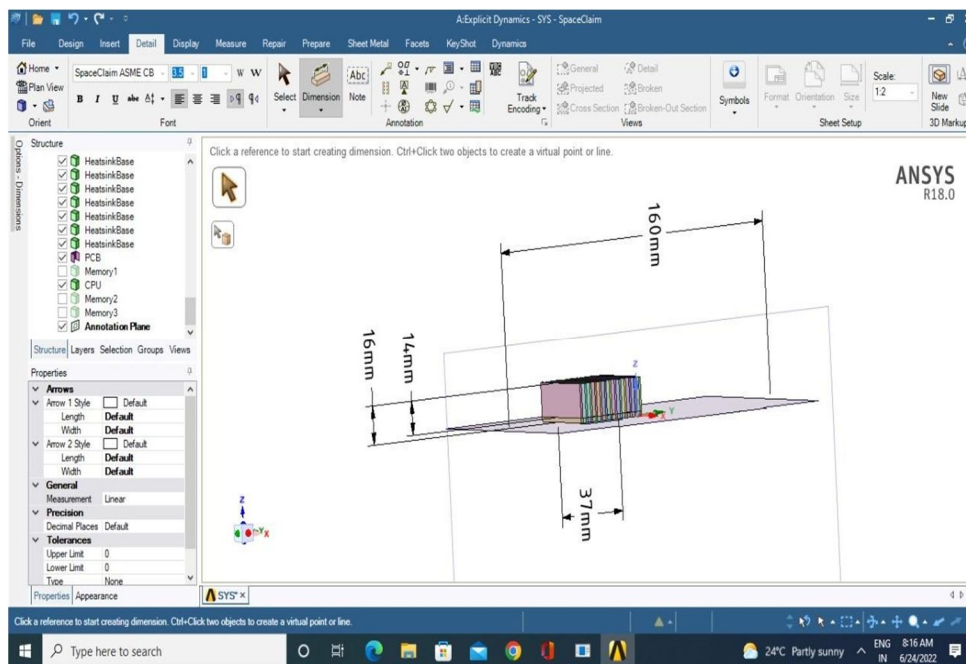 A:Explicit Dynamics - SYS - SpaceClaim
File Design Insert Detail Display Measure Repair Prepare Sheet Metal Facets KeyShot Dynamics
Home
Plan View
Orient
SpaceClaim ASME CB 3.5 1 W W
B I U abc
Font
Select
Dimension
Abc
Note
Annotation
Track
Encoding
General Detail
Projected Broken
Cross Section Broken-Out Section
Views
Symbols
Format Orientation Size
Scale:
1:2
Sheet Setup
New
Slide
3D Markup
Options - Dimensions
Structure
HeatsinkBase
HeatsinkBase
HeatsinkBase
HeatsinkBase
HeatsinkBase
HeatsinkBase
HeatsinkBase
PCB
Memory1
CPU
Memory2
Memory3
Annotation Plane
Structure Layers Selection Groups Views
Properties
Arrows
Arrow 1 Style Default
Length Default
Width Default
Arrow 2 Style Default
Length Default
Width Default
General
Measurement Linear
Precision
Decimal Places Default
Tolerances
Upper Limit 0
Lower Limit 0
Type None
Properties Appearance
Click a reference to start creating dimension. Ctrl+Click two objects to create a virtual point or line.
ANSYS
R18.0
160mm
16mm
14mm
37mm
Z
Y
Z
Y
X
SYS*
Click a reference to start creating dimension. Ctrl+Click two objects to create a virtual point or line.
Type here to search
24°C Partly sunny
ENG
IN
8:16 AM
6/24/2022